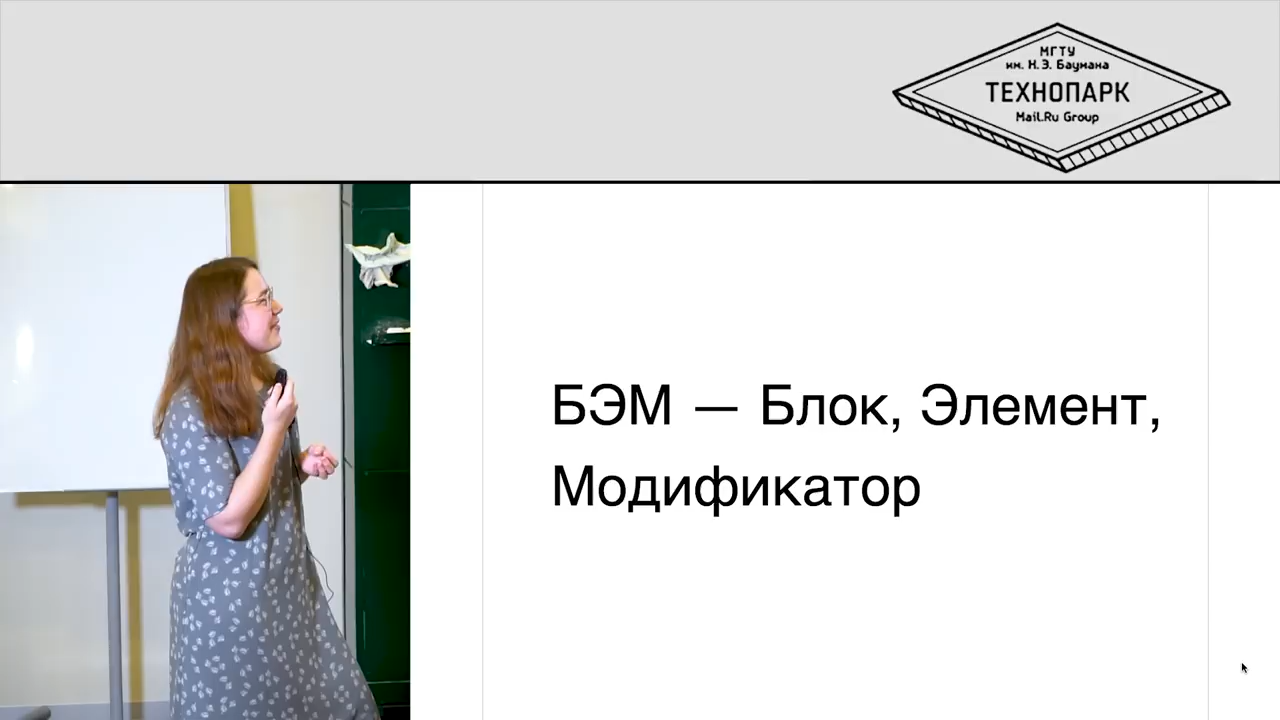 МГТУ
им. Н.Э. Баумана
ТЕХНОПАРК
Mail.Ru Group
БЭМ — Блок, Элемент,
Модификатор